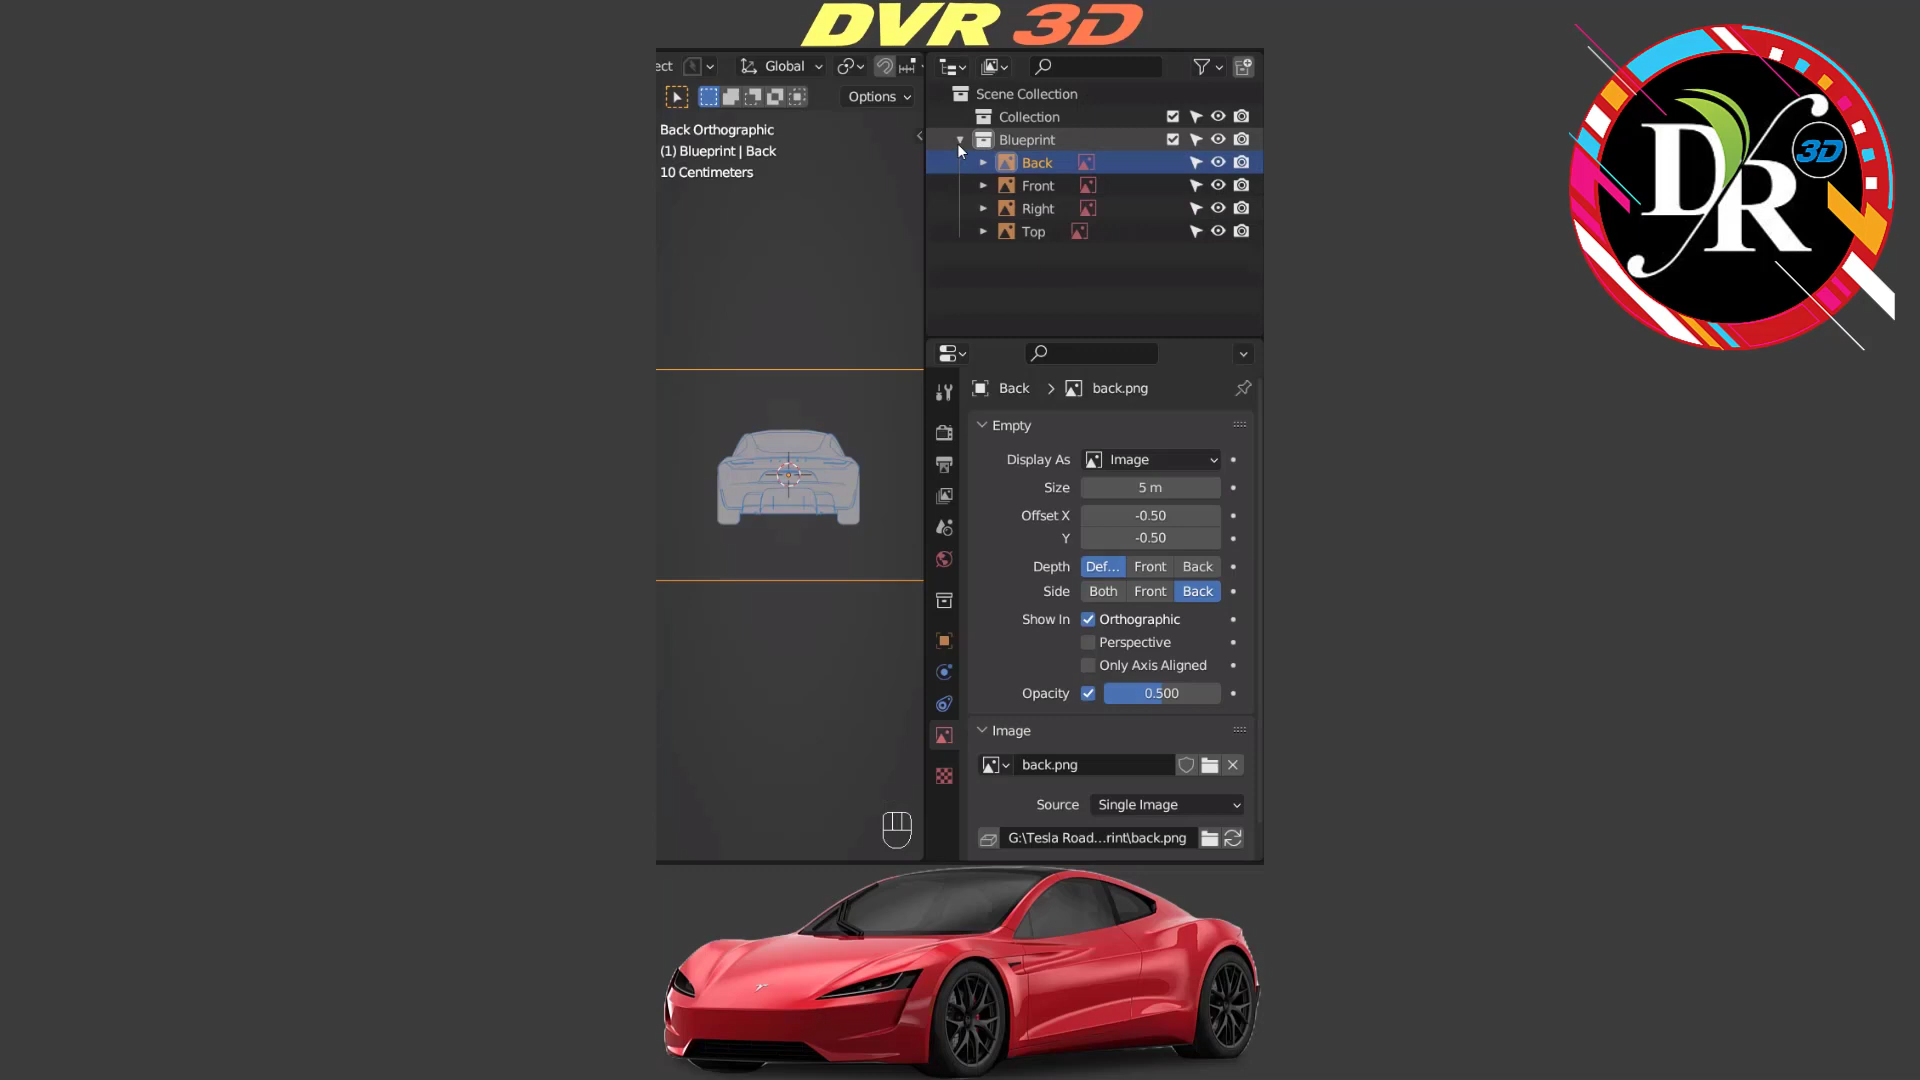 DVR 3D
ect
Global
Options
Back Orthographic
(1) Blueprint | Back
10 Centimeters
Scene Collection
Collection
Blueprint
Back
Front
Right
Top
Back
back.png
Empty
Display As
Image
Size
5 m
Offset X
-0.50
Y
-0.50
Depth
Def...
Front
Back
Side
Both
Front
Back
Show In
Orthographic
Perspective
Only Axis Aligned
Opacity
0.500
Image
back.png
Source
Single Image
G:\Tesla Road...rint\back.png
D/R
3D